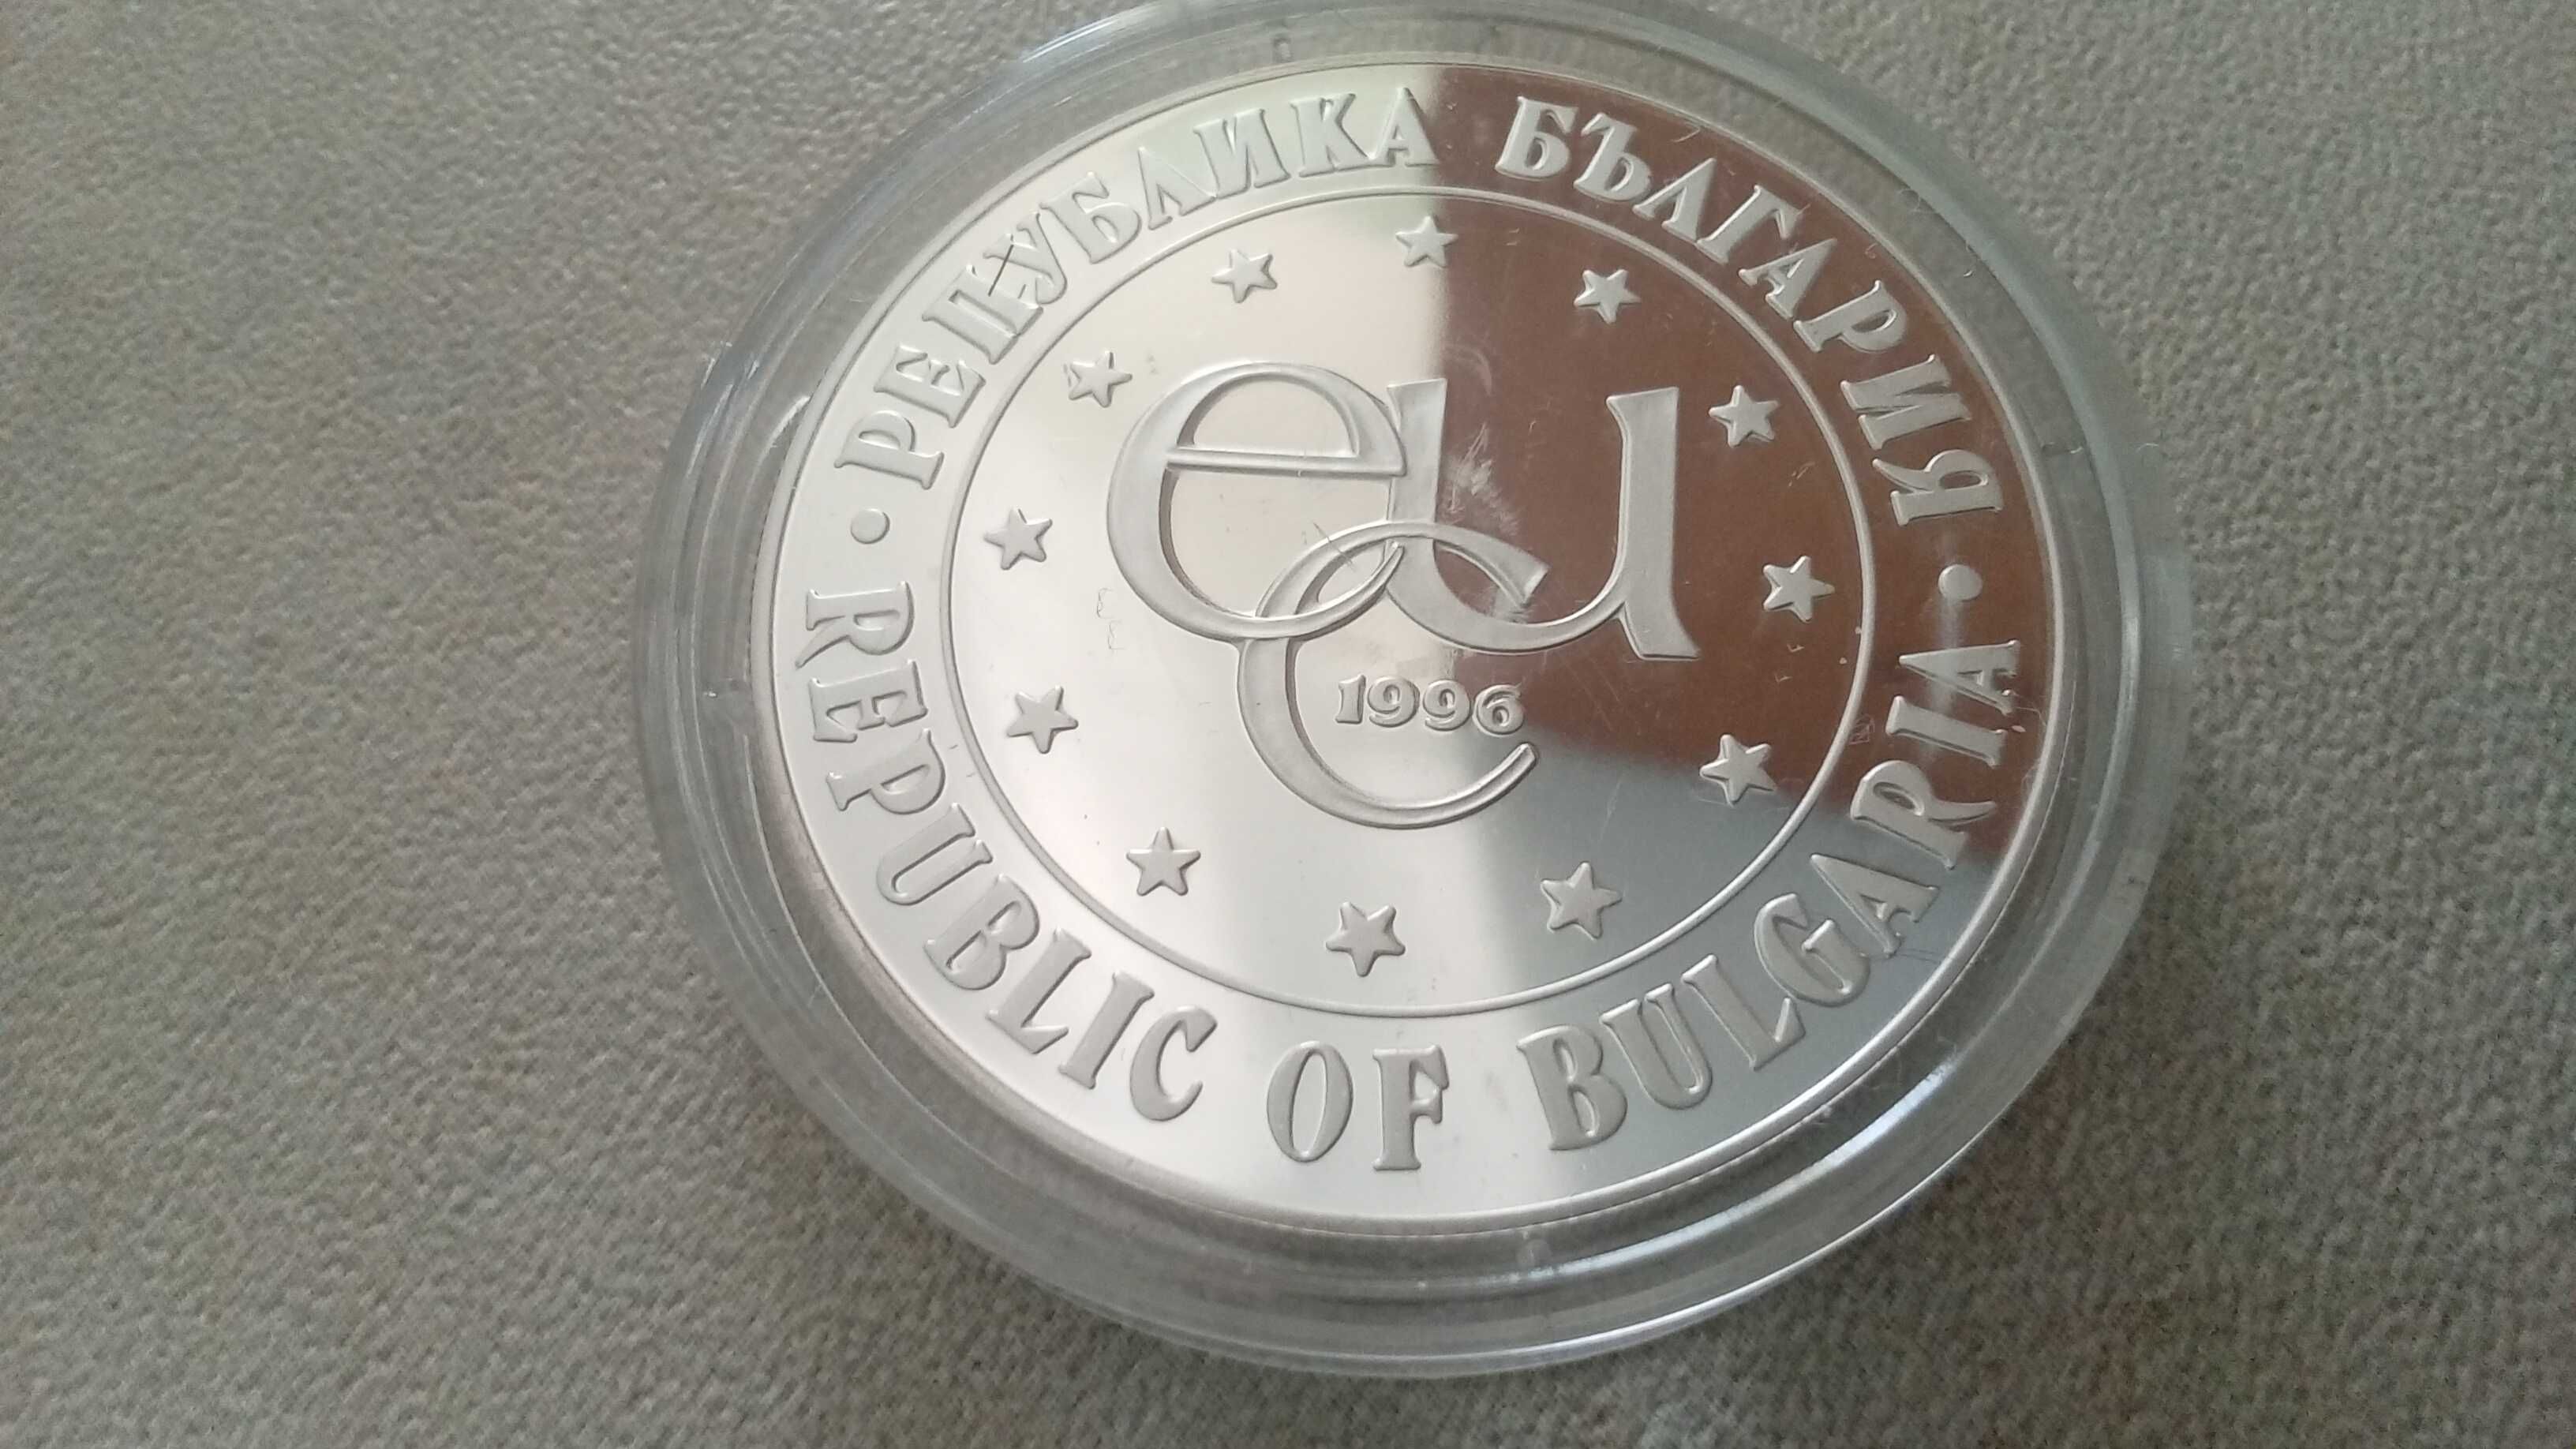 • РЕПУБЛИКА БЪЛГАРИЯ •
ecu
1996
REPUBLIC OF BULGARIA